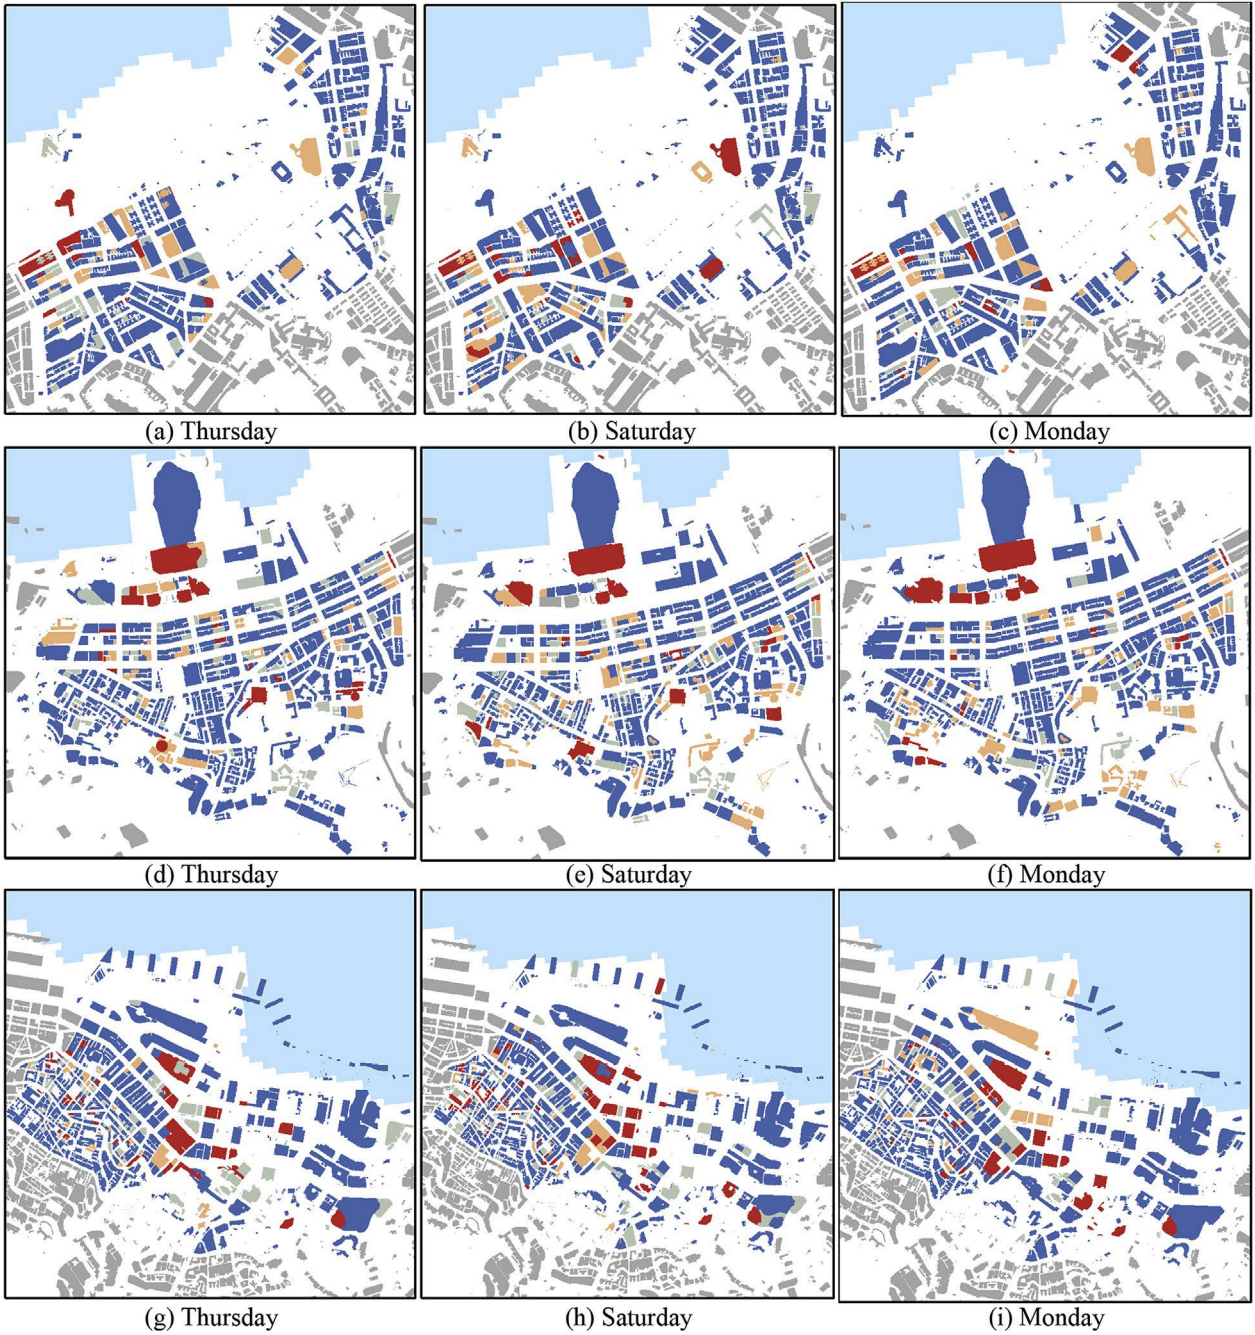 (a) Thursday
(b) Saturday
(c) Monday
(d) Thursday
(e) Saturday
(f) Monday
(g) Thursday
(h) Saturday
(i) Monday